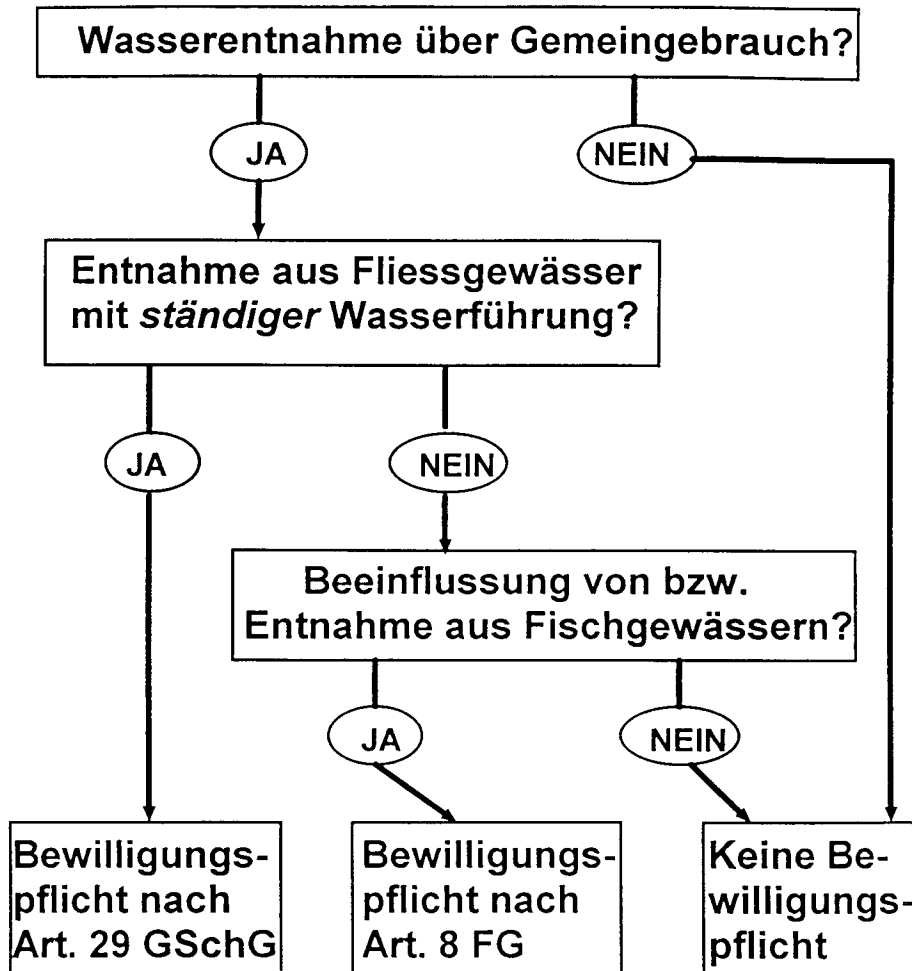 Wasserentnahme über Gemeingebrauch?
JA
NEIN
Entnahme aus Fliessgewässer
mit ständiger Wasserführung?
JA
NEIN
Beeinflussung von bzw.
Entnahme aus Fischgewässern?
JA
NEIN
Bewilligungs-
pflicht nach
Art. 29 GSchG
Bewilligungs-
pflicht nach
Art. 8 FG
Keine Be-
willigungs-
pflicht